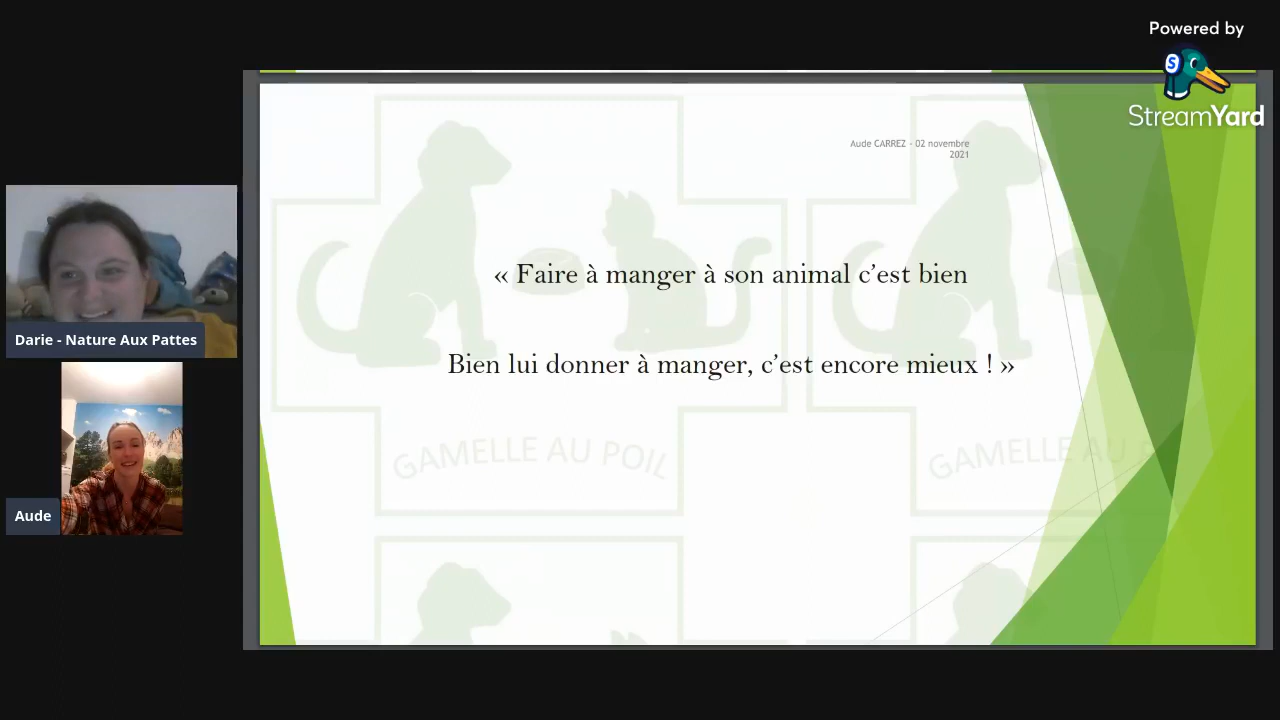 Powered by
StreamYard
Aude CARREZ - 02 novembre
2021
« Faire à manger à son animal c’est bien
Bien lui donner à manger, c’est encore mieux ! »
GAMELLE AU POIL
GAMELLE AU P
Darie - Nature Aux Pattes
Aude